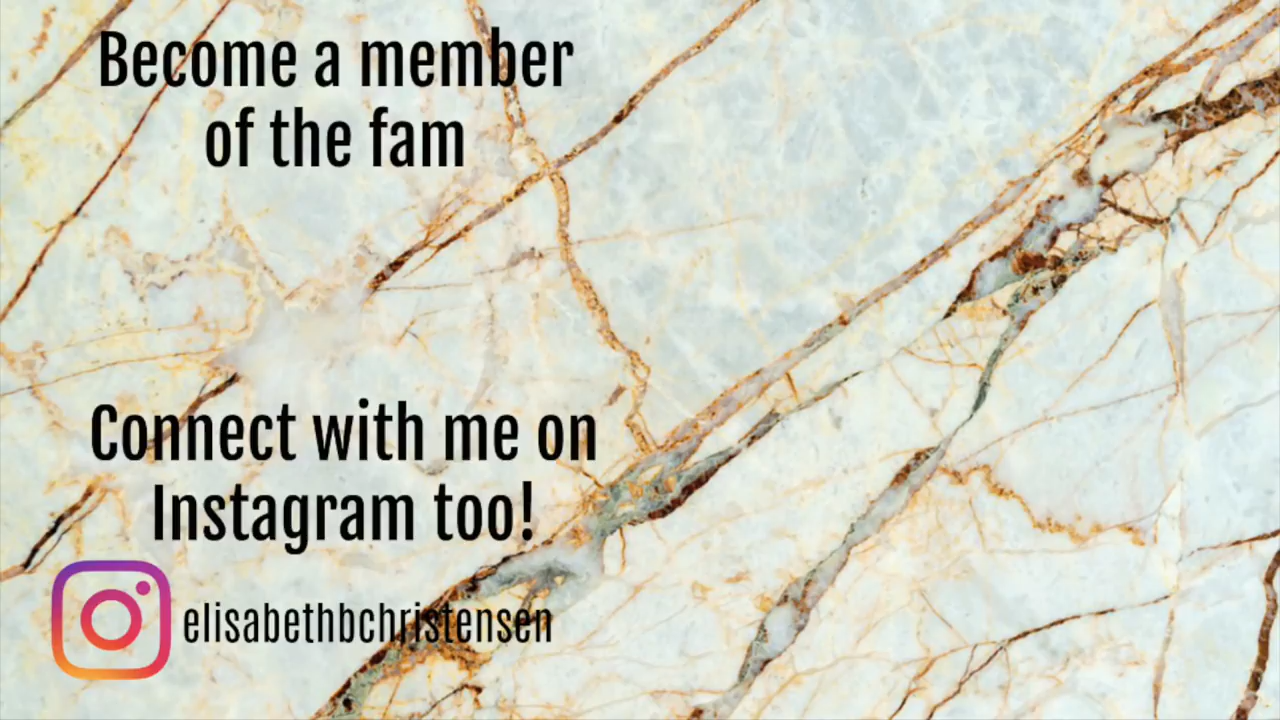 Become a member
of the fam
Connect with me on
Instagram too!
elisabethbchristensen